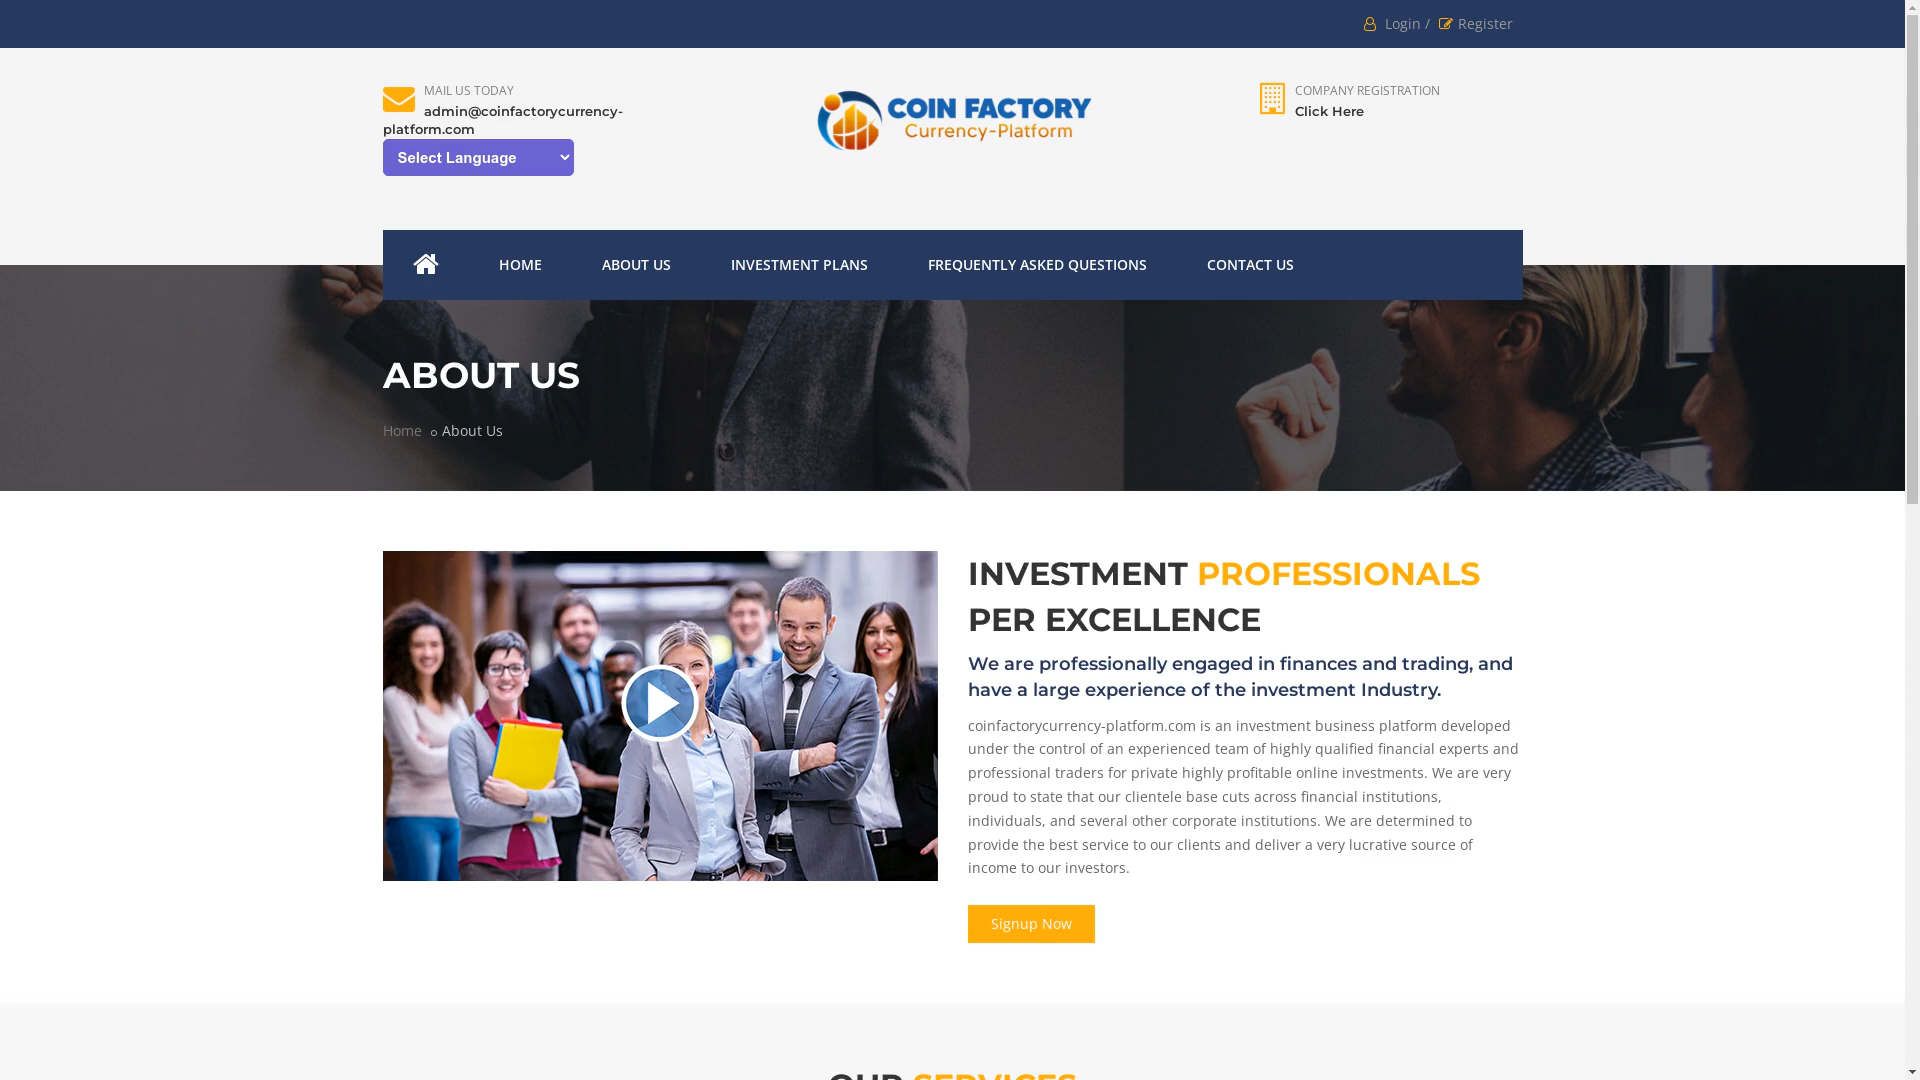 Login / Register
MAIL US TODAY
admin@coinfactorycurrency-
platform.com
Select Language
COIN FACTORY
Currency-Platform
COMPANY REGISTRATION
Click Here
HOME ABOUT US INVESTMENT PLANS FREQUENTLY ASKED QUESTIONS CONTACT US
ABOUT US
Home About Us
INVESTMENT PROFESSIONALS
PER EXCELLENCE
We are professionally engaged in finances and trading, and
have a large experience of the investment Industry.
coinfactorycurrency-platform.com is an investment business platform developed
under the control of an experienced team of highly qualified financial experts and
professional traders for private highly profitable online investments. We are very
proud to state that our clientele base cuts across financial institutions,
individuals, and several other corporate institutions. We are determined to
provide the best service to our clients and deliver a very lucrative source of
income to our investors.
Signup Now
OUR SERVICES